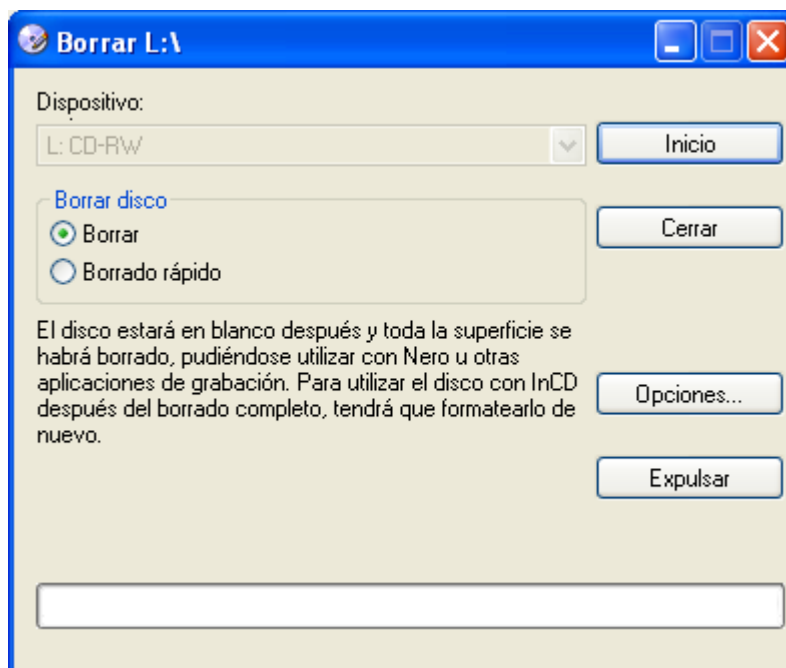 Borrar L:\
Dispositivo:
L: CD-RW
Inicio
Borrar disco
Borrar
Borrado rápido
Cerrar
El disco estará en blanco después y toda la superficie se
habrá borrado, pudiéndose utilizar con Nero u otras
aplicaciones de grabación. Para utilizar el disco con InCD
después del borrado completo, tendrá que formatearlo de
nuevo.
Opciones...
Expulsar